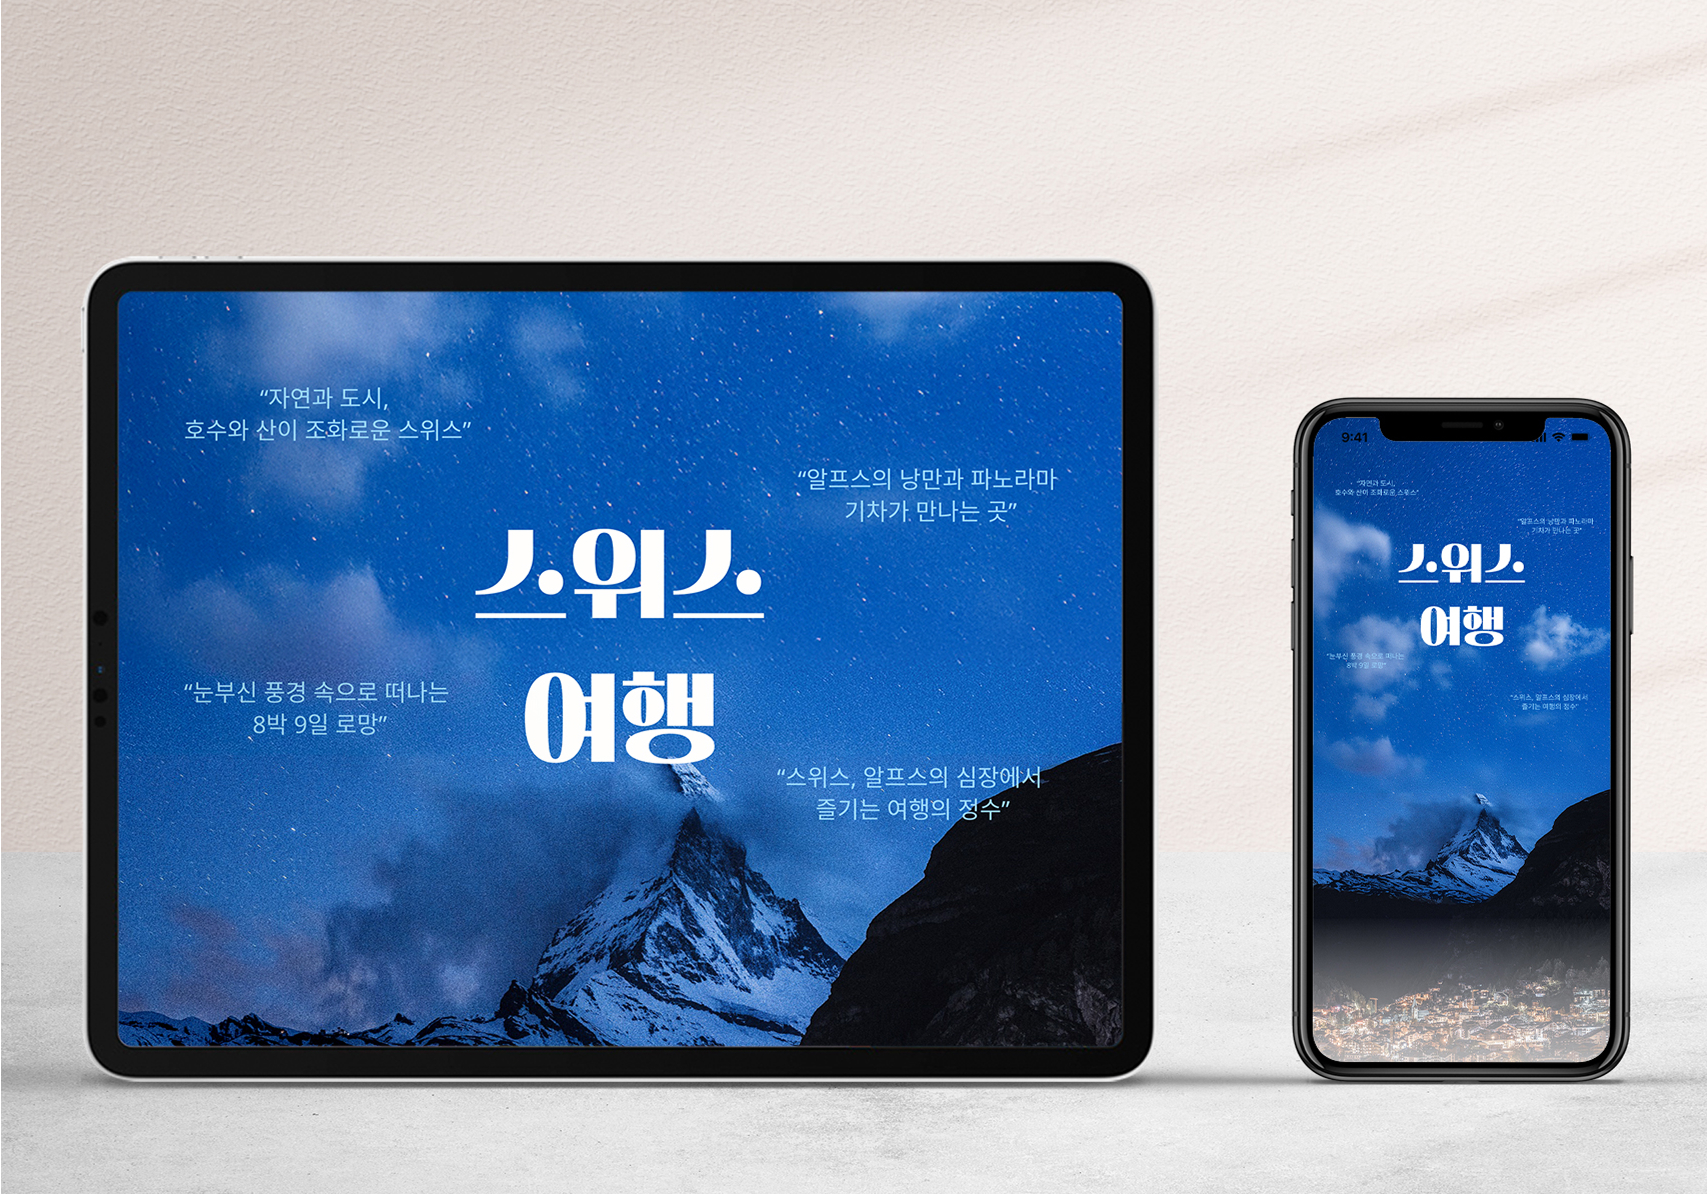 “자연과 도시,
호수와 산이 조화로운 스위스”
“알프스의 낭만과 파노라마
기차가 만나는 곳”
스위스
여행
“눈부신 풍경 속으로 떠나는
8박 9일 로망”
“스위스, 알프스의 심장에서
즐기는 여행의 정수”
9:41
“자연과 도시,
호수와 산이 조화로운 스위스”
“알프스의 낭만과 파노라마
기차가 만나는 곳”
스위스
여행
“눈부신 풍경 속으로 떠나는
8박 9일 로망”
“스위스, 알프스의 심장에서
즐기는 여행의 정수”